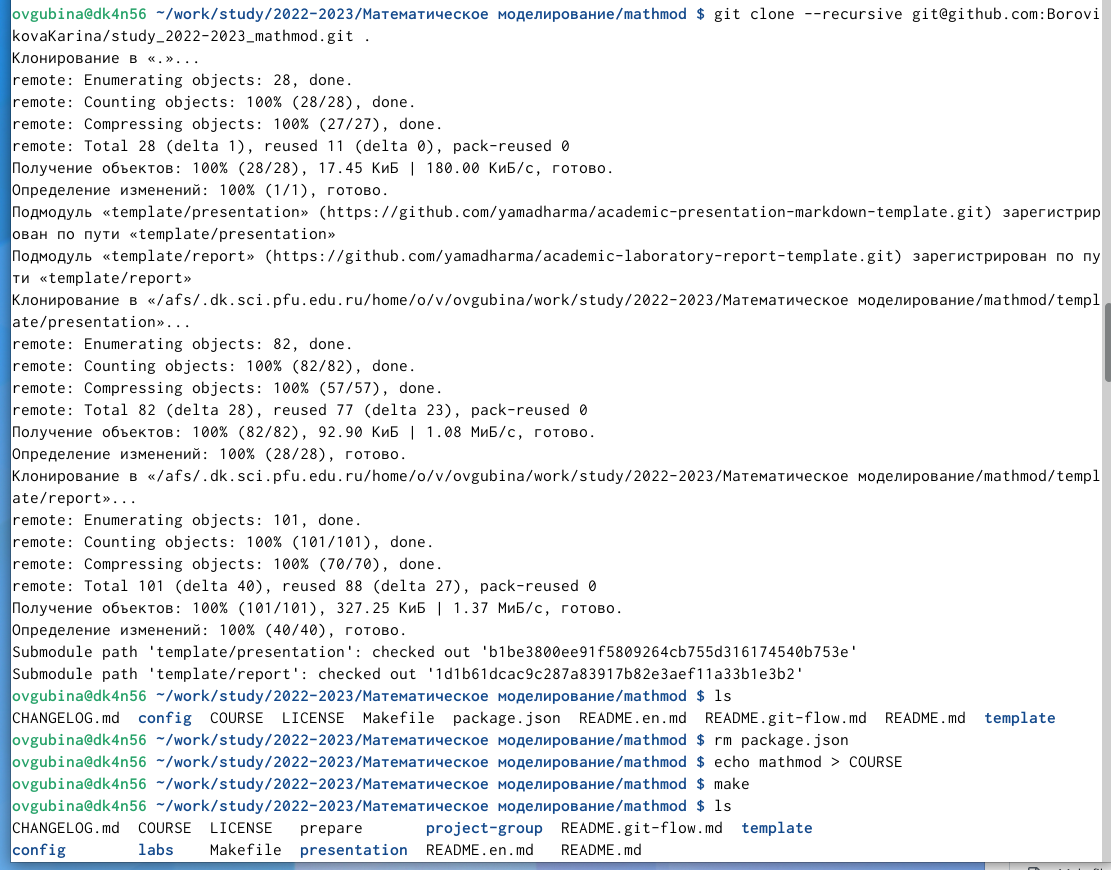 ovgubina@dk4n56 ~/work/study/2022-2023/Математическое моделирование/mathmod $ git clone --recursive git@github.com:Borovi
kovaKarina/study_2022-2023_mathmod.git .
Клонирование в «.»...
remote: Enumerating objects: 28, done.
remote: Counting objects: 100% (28/28), done.
remote: Compressing objects: 100% (27/27), done.
remote: Total 28 (delta 1), reused 11 (delta 0), pack-reused 0
Получение объектов: 100% (28/28), 17.45 КиБ | 180.00 КиБ/с, готово.
Определение изменений: 100% (1/1), готово.
Подмодуль «template/presentation» (https://github.com/yamadharma/academic-presentation-markdown-template.git) зарегистрир
ован по пути «template/presentation»
Подмодуль «template/report» (https://github.com/yamadharma/academic-laboratory-report-template.git) зарегистрирован по пу
ти «template/report»
Клонирование в «/afs/.dk.sci.pfu.edu.ru/home/o/v/ovgubina/work/study/2022-2023/Математическое моделирование/mathmod/templ
ate/presentation»...
remote: Enumerating objects: 82, done.
remote: Counting objects: 100% (82/82), done.
remote: Compressing objects: 100% (57/57), done.
remote: Total 82 (delta 28), reused 77 (delta 23), pack-reused 0
Получение объектов: 100% (82/82), 92.90 КиБ | 1.08 МиБ/с, готово.
Определение изменений: 100% (28/28), готово.
Клонирование в «/afs/.dk.sci.pfu.edu.ru/home/o/v/ovgubina/work/study/2022-2023/Математическое моделирование/mathmod/templ
ate/report»...
remote: Enumerating objects: 101, done.
remote: Counting objects: 100% (101/101), done.
remote: Compressing objects: 100% (70/70), done.
remote: Total 101 (delta 40), reused 88 (delta 27), pack-reused 0
Получение объектов: 100% (101/101), 327.25 КиБ | 1.37 МиБ/с, готово.
Определение изменений: 100% (40/40), готово.
Submodule path 'template/presentation': checked out 'b1be3800ee91f5809264cb755d316174540b753e'
Submodule path 'template/report': checked out '1d1b61dcac9c287a83917b82e3aef11a33b1e3b2'
ovgubina@dk4n56 ~/work/study/2022-2023/Математическое моделирование/mathmod $ ls
CHANGELOG.md config COURSE LICENSE Makefile package.json README.en.md README.git-flow.md README.md template
ovgubina@dk4n56 ~/work/study/2022-2023/Математическое моделирование/mathmod $ rm package.json
ovgubina@dk4n56 ~/work/study/2022-2023/Математическое моделирование/mathmod $ echo mathmod > COURSE
ovgubina@dk4n56 ~/work/study/2022-2023/Математическое моделирование/mathmod $ make
ovgubina@dk4n56 ~/work/study/2022-2023/Математическое моделирование/mathmod $ ls
CHANGELOG.md COURSE LICENSE prepare project-group README.git-flow.md template
config labs Makefile presentation README.en.md README.md